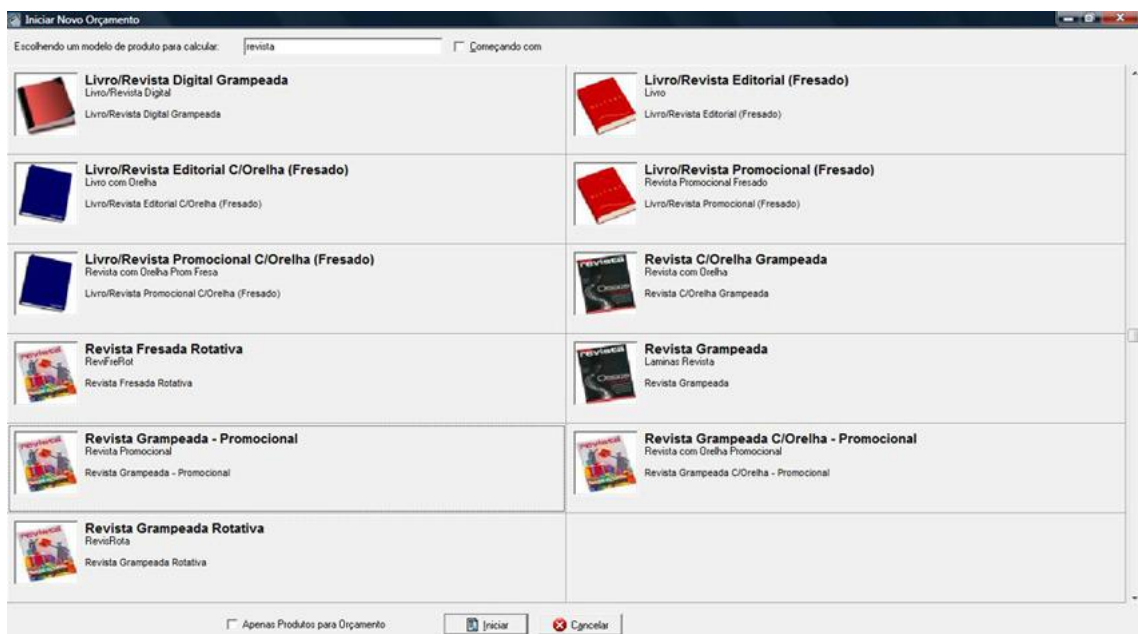 Iniciar Novo Orçamento
Escolhendo um modelo de produto para calcular: revista Começando com
Livro/Revista Digital Grampeada
Livro/Revista Digital
Livro/Revista Digital Grampeada
Livro/Revista Editorial (Fresado)
Livro
Livro/Revista Editorial (Fresado)
Livro/Revista Editorial C/Orelha (Fresado)
Livro com Orelha
Livro/Revista Editorial C/Orelha (Fresado)
Livro/Revista Promocional (Fresado)
Revista Promocional Fresado
Livro/Revista Promocional (Fresado)
Livro/Revista Promocional C/Orelha (Fresado)
Revista com Orelha Prom Fresa
Livro/Revista Promocional C/Orelha (Fresado)
revista
Revista C/Orelha Grampeada
Revista com Orelha
Revista C/Orelha Grampeada
revista
Revista Fresada Rotativa
ReviFreRot
Revista Fresada Rotativa
revista
Revista Grampeada
Laminas Revista
Revista Grampeada
revista
Revista Grampeada - Promocional
Revista Promocional
Revista Grampeada - Promocional
revista
Revista Grampeada C/Orelha - Promocional
Revista com Orelha Promocional
Revista Grampeada C/Orelha - Promocional
revista
Revista Grampeada Rotativa
RevisRota
Revista Grampeada Rotativa
Apenas Produtos para Orçamento Iniciar Cancelar